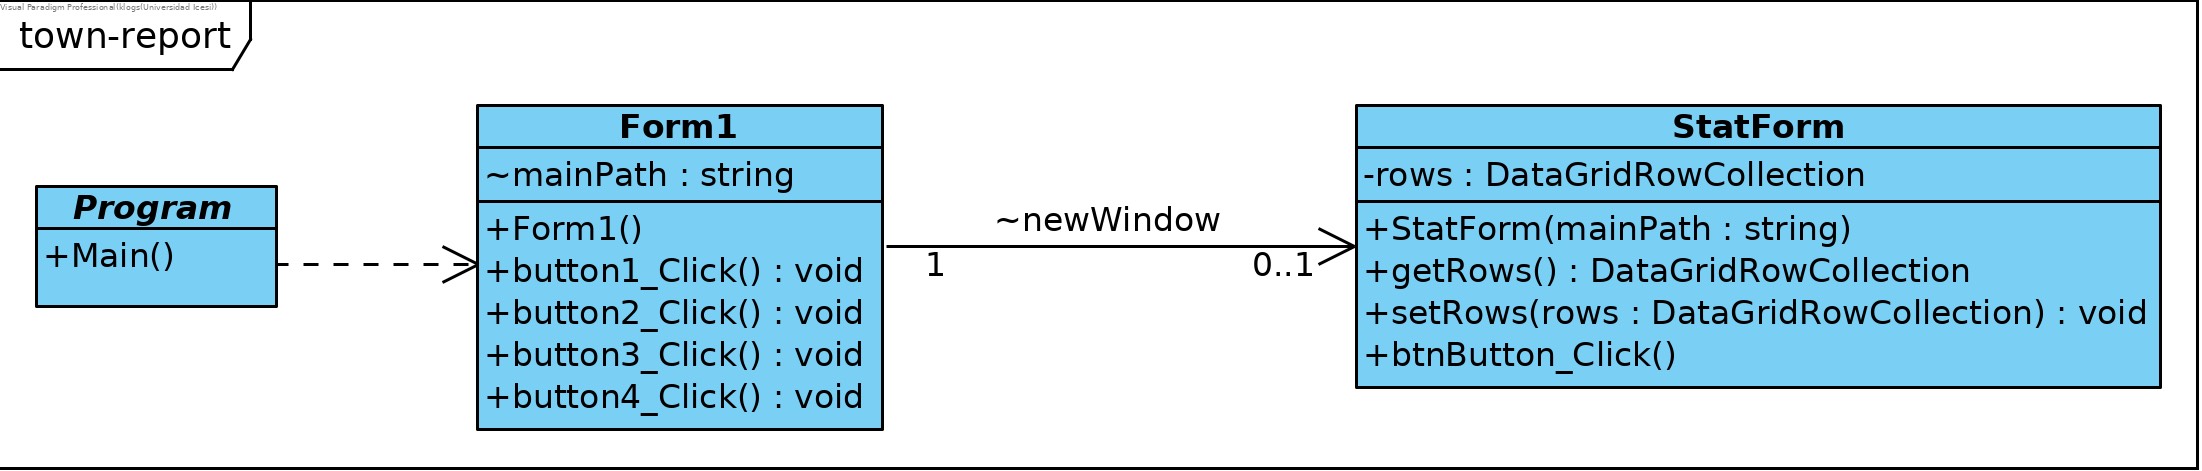 Visual Paradigm Professional(klogs(Universidad Icesi))
town-report
Program
+Main()
Form1
~mainPath : string
+Form1()
+button1_Click() : void
+button2_Click() : void
+button3_Click() : void
+button4_Click() : void
~newWindow
1
0..1
StatForm
-rows : DataGridRowCollection
+StatForm(mainPath : string)
+getRows() : DataGridRowCollection
+setRows(rows : DataGridRowCollection) : void
+btnButton_Click()